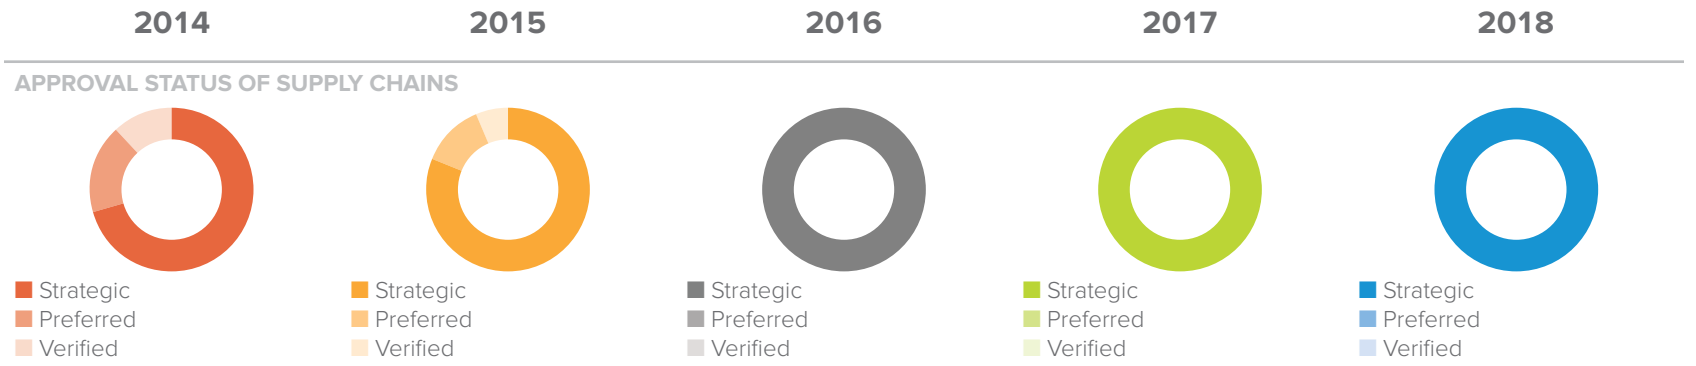 2014 2015 2016 2017 2018
APPROVAL STATUS OF SUPPLY CHAINS
Strategic Strategic Strategic Strategic Strategic
Preferred Preferred Preferred Preferred Preferred
Verified Verified Verified Verified Verified